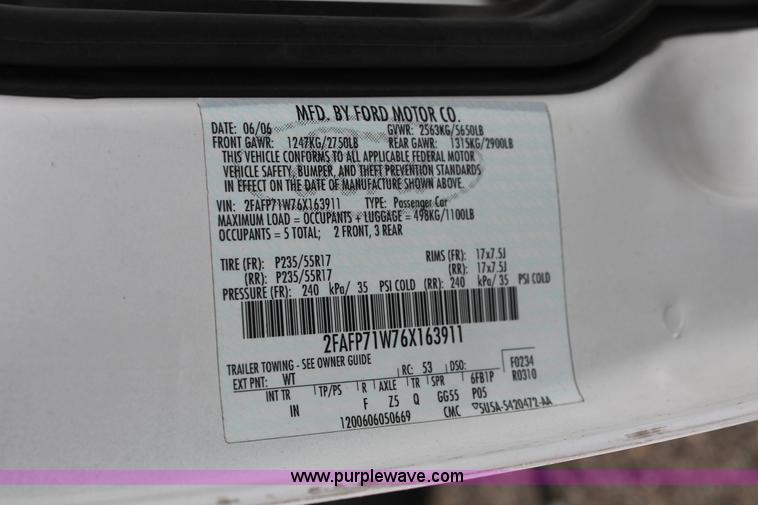 MFD. BY FORD MOTOR CO.
DATE: 06/06 GVWR: 2563KG/5650LB
FRONT GAWR: 1247KG/2750LB REAR GAWR: 1315KG/2900LB
THIS VEHICLE CONFORMS TO ALL APPLICABLE FEDERAL MOTOR
VEHICLE SAFETY, BUMPER, AND THEFT PREVENTION STANDARDS
IN EFFECT ON THE DATE OF MANUFACTURE SHOWN ABOVE.
VIN: 2FAFP71W76X163911 TYPE: Passenger Car
MAXIMUM LOAD = OCCUPANTS + LUGGAGE = 498KG/1100LB
OCCUPANTS = 5 TOTAL; 2 FRONT, 3 REAR
TIRE (FR): P235/55R17 RIMS (FR): 17x7.5J
(RR): P235/55R17 (RR): 17x7.5J
PRESSURE (FR): 240 kPa/ 35 PSI COLD (RR): 240 kPa/ 35 PSI COLD
2FAFP71W76X163911
TRAILER TOWING - SEE OWNER GUIDE
EXT PNT: WT RC: 53 DSO: F0234
INT TR TP/PS R AXLE TR SPR 6FB1P R0310
IN F Z5 Q GG55 P05
1200606050669 CMC ▽5U5A-5420472-AA
www.purplewave.com